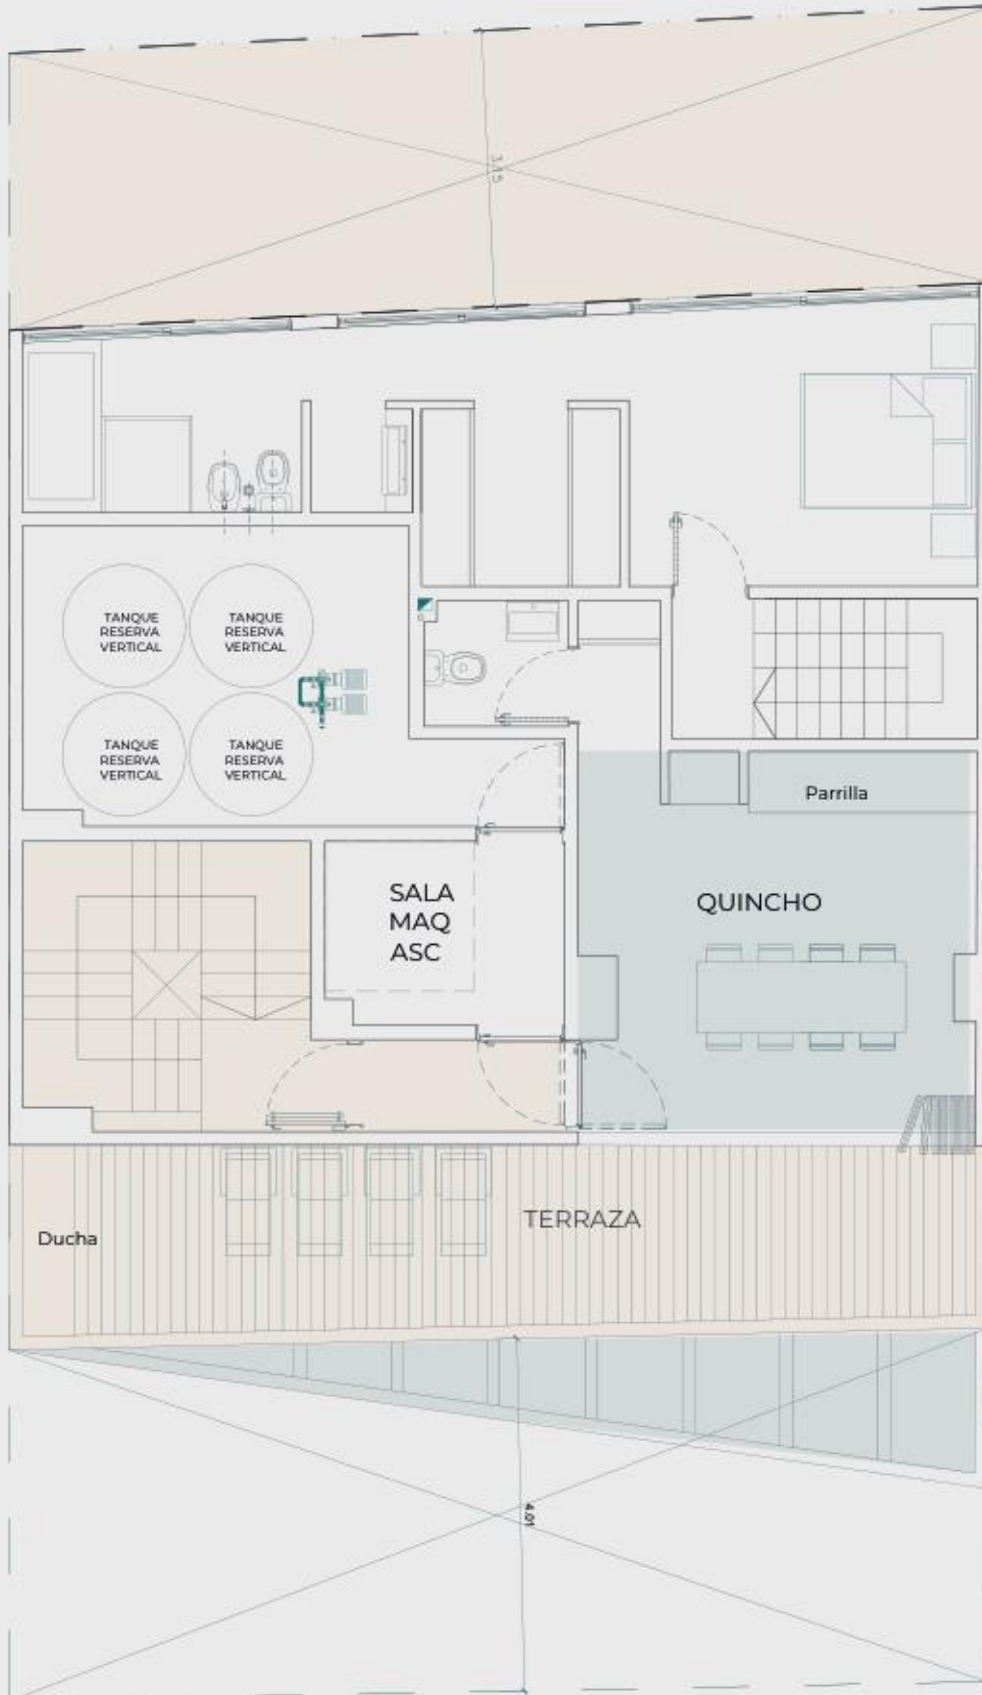 3.15
TANQUE
RESERVA
VERTICAL
TANQUE
RESERVA
VERTICAL
TANQUE
RESERVA
VERTICAL
TANQUE
RESERVA
VERTICAL
Parrilla
SALA
MAQ
ASC
QUINCHO
TERRAZA
Ducha
4.01